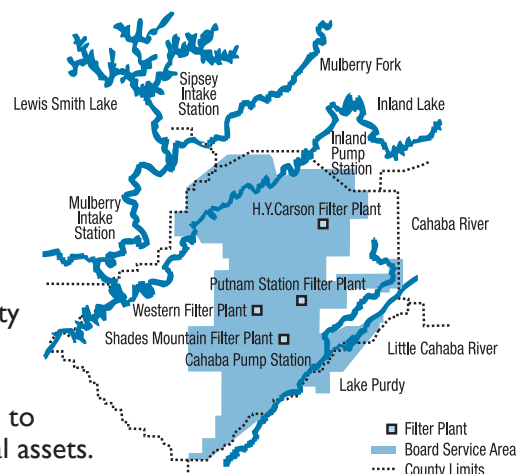 Mulberry Fork
Sipsey
Intake
Station
Lewis Smith Lake
Inland Lake
Inland
Pump
Station
Mulberry
Intake
Station
H.Y.Carson Filter Plant
Cahaba River
Putnam Station Filter Plant
ty
Western Filter Plant
Shades Mountain Filter Plant
Cahaba Pump Station
Little Cahaba River
Lake Purdy
to
al assets.
Filter Plant
Board Service Area
County Limits